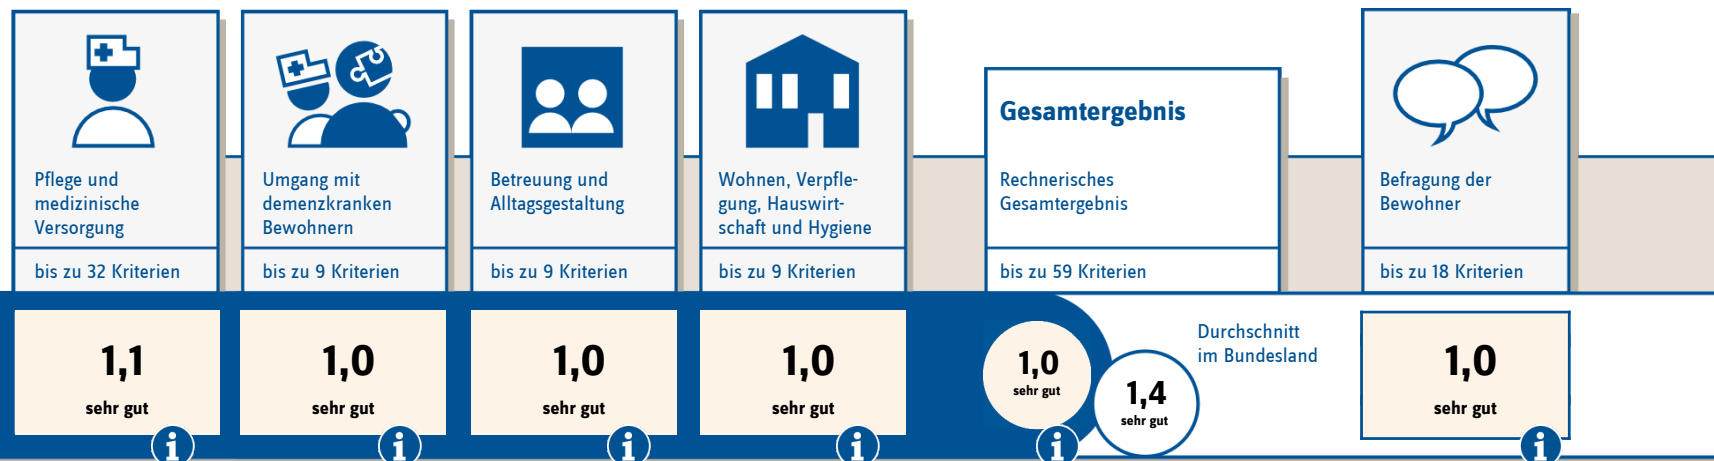 Pflege und
medizinische
Versorgung
bis zu 32 Kriterien
1,1
sehr gut
Umgang mit
demenzkranken
Bewohnern
bis zu 9 Kriterien
1,0
sehr gut
Betreuung und
Alltagsgestaltung
bis zu 9 Kriterien
1,0
sehr gut
Wohnen, Verpfle-
gung, Hauswirt-
schaft und Hygiene
bis zu 9 Kriterien
1,0
sehr gut
Gesamtergebnis
Rechnerisches
Gesamtergebnis
bis zu 59 Kriterien
1,0
sehr gut
Durchschnitt
im Bundesland
1,4
sehr gut
Befragung der
Bewohner
bis zu 18 Kriterien
1,0
sehr gut